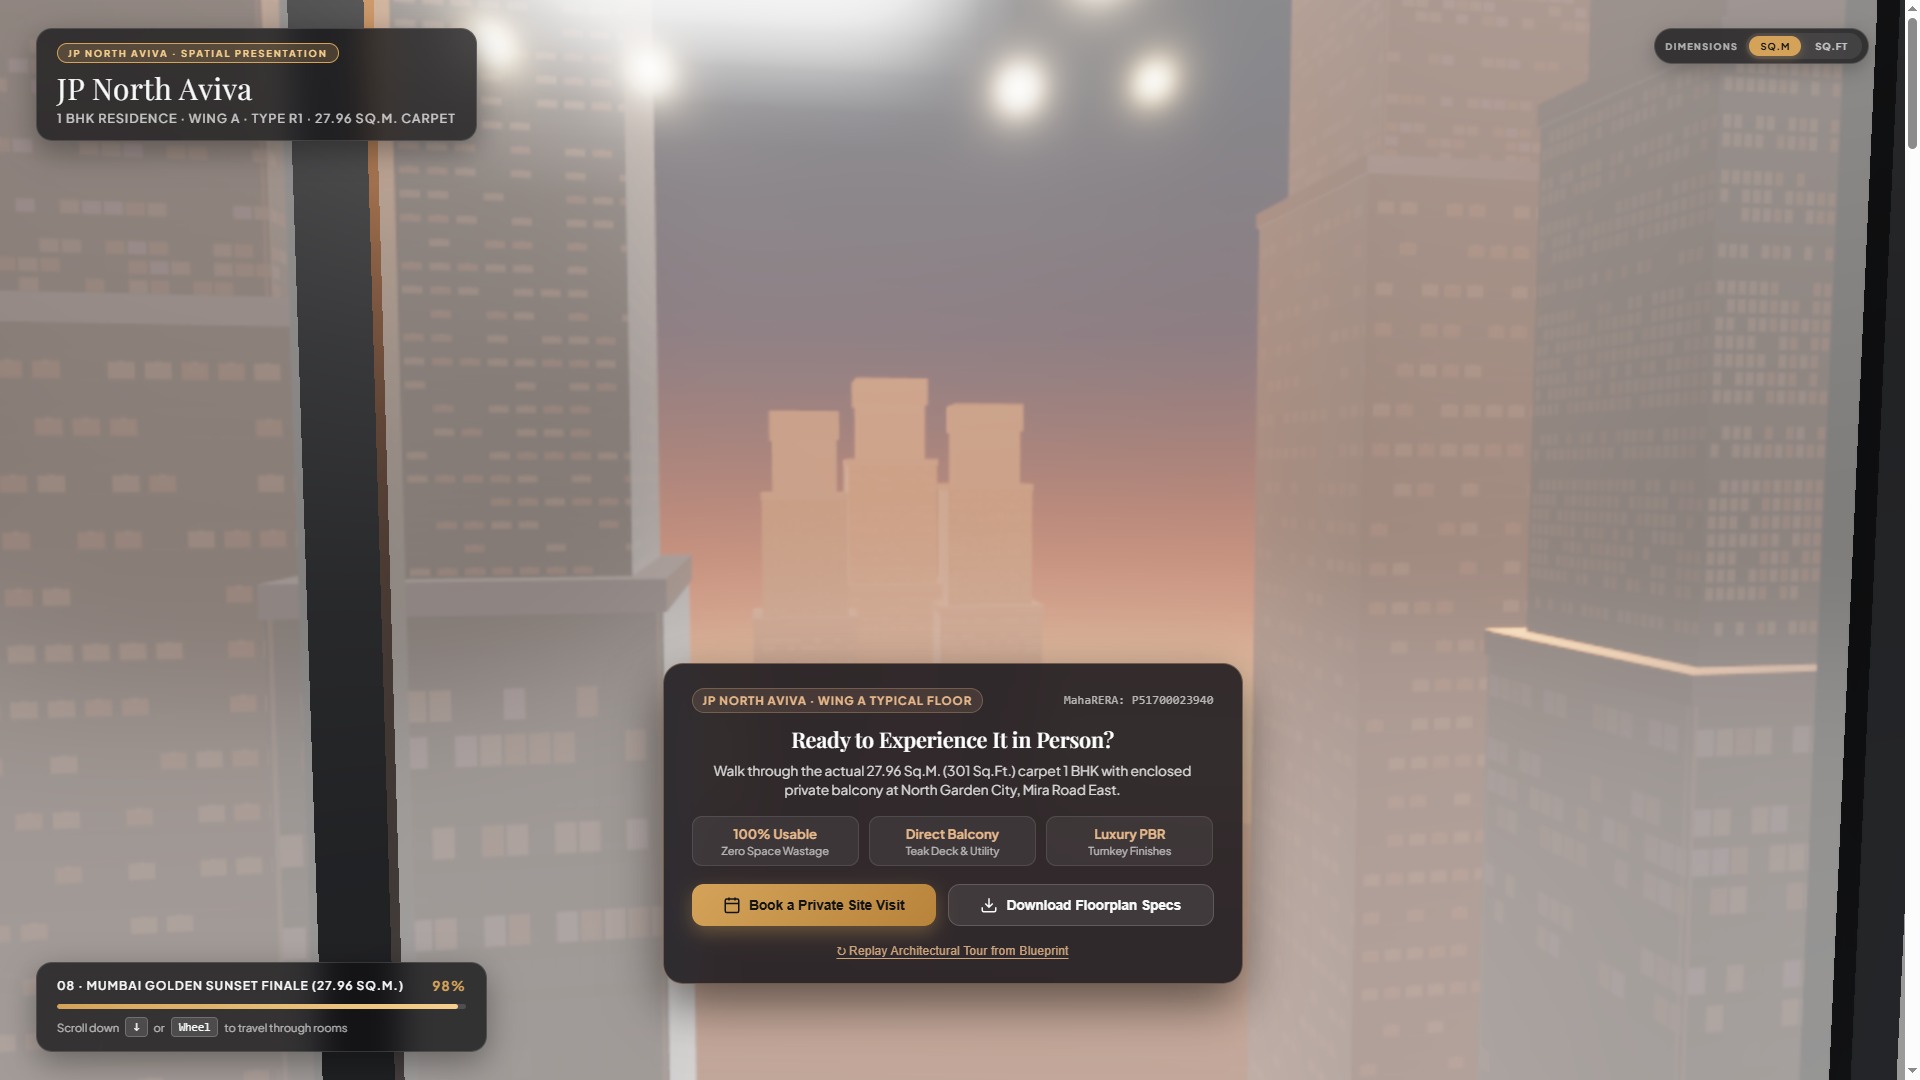 JP NORTH AVIVA · SPATIAL PRESENTATION
JP North Aviva
1 BHK RESIDENCE · WING A · TYPE R1 · 27.96 SQ.M. CARPET
DIMENSIONS SQ.M SQ.FT
JP NORTH AVIVA · WING A TYPICAL FLOOR
MahaRERA: P51700023940
Ready to Experience It in Person?
Walk through the actual 27.96 Sq.M. (301 Sq.Ft.) carpet 1 BHK with enclosed
private balcony at North Garden City, Mira Road East.
100% Usable
Zero Space Wastage
Direct Balcony
Teak Deck & Utility
Luxury PBR
Turnkey Finishes
Book a Private Site Visit
Download Floorplan Specs
↻ Replay Architectural Tour from Blueprint
08 · MUMBAI GOLDEN SUNSET FINALE (27.96 SQ.M.) 98%
Scroll down ↓ or Wheel to travel through rooms